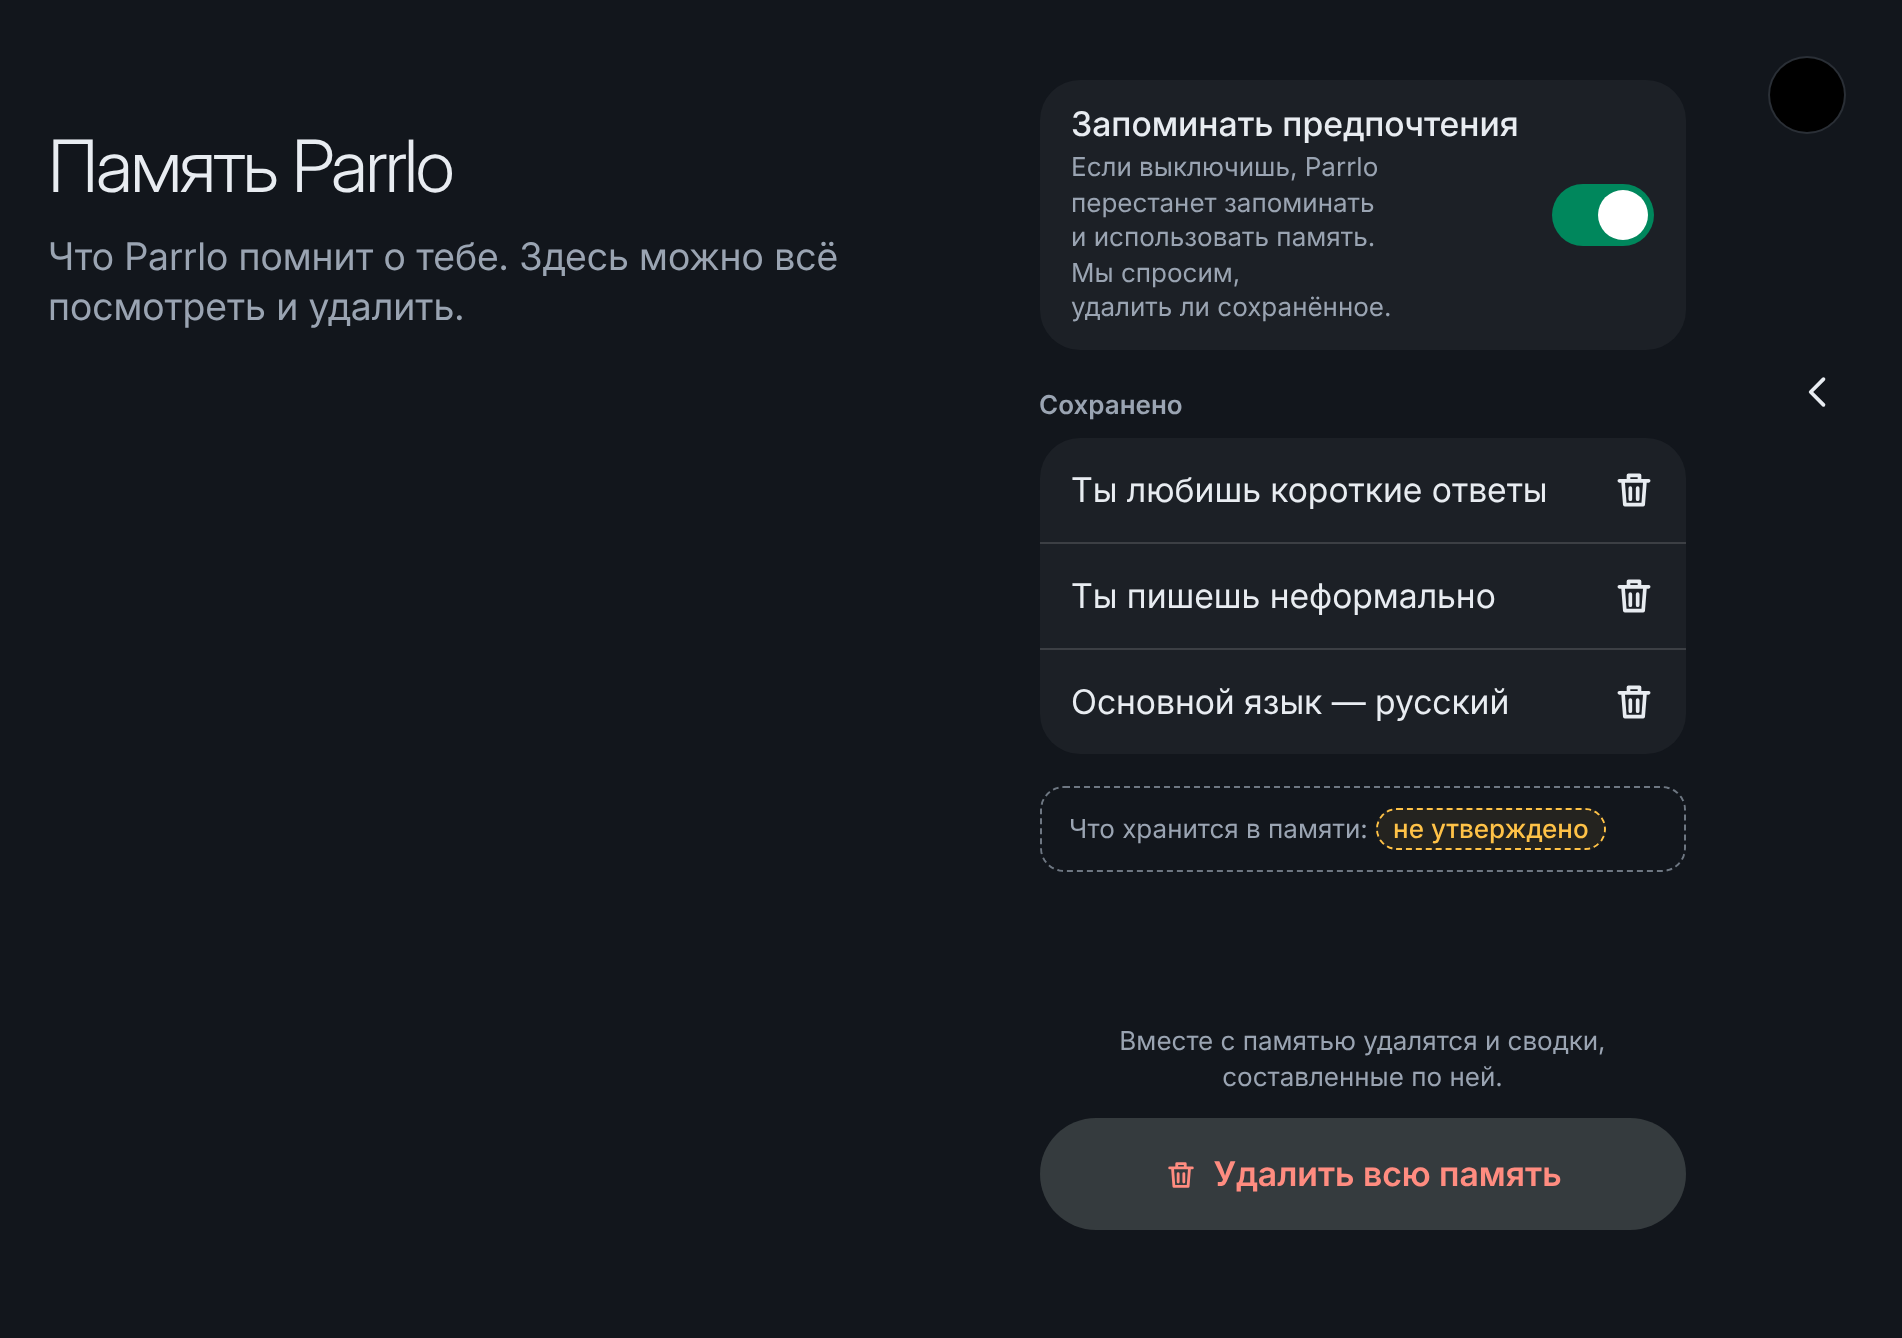 Память Parrlo
Что Parrlo помнит о тебе. Здесь можно всё
посмотреть и удалить.
Запоминать предпочтения
Если выключишь, Parrlo
перестанет запоминать
и использовать память.
Мы спросим,
удалить ли сохранённое.
Сохранено
Ты любишь короткие ответы
Ты пишешь неформально
Основной язык — русский
Что хранится в памяти: не утверждено
Вместе с памятью удалятся и сводки,
составленные по ней.
Удалить всю память